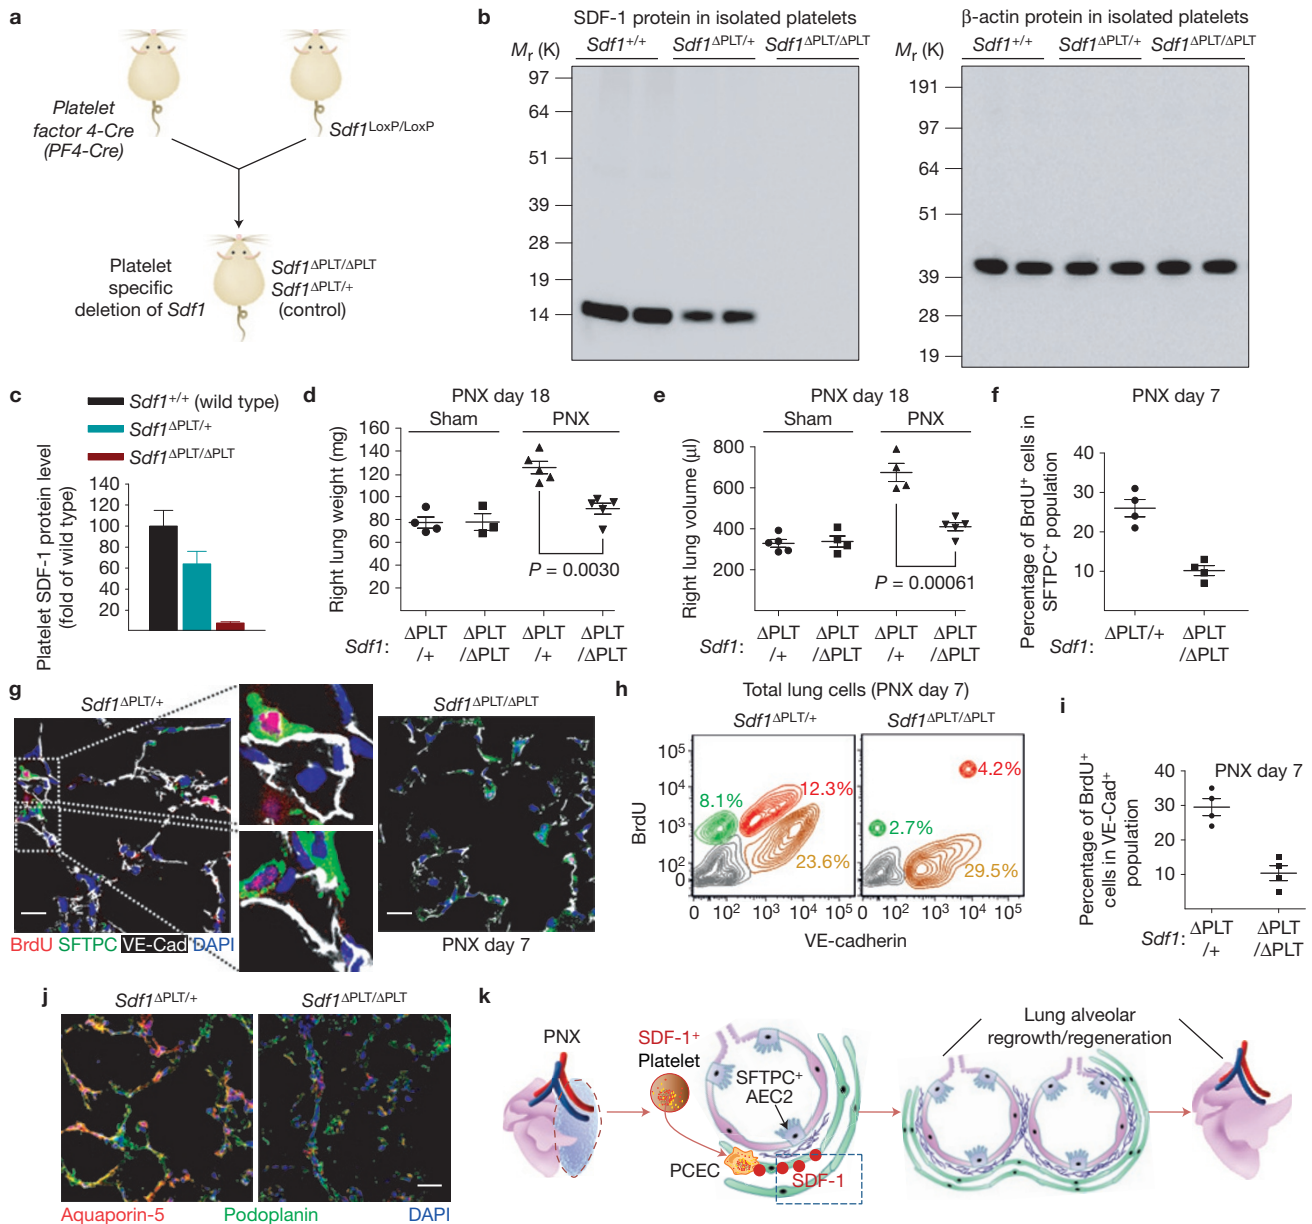 a
Platelet
factor 4-Cre
(PF4-Cre)
Sdf1LoxP/LoxP
Platelet
specific
deletion of Sdf1
Sdf1ΔPLT/ΔPLT
Sdf1ΔPLT/+
(control)
b
SDF-1 protein in isolated platelets
Mr (K)
Sdf1+/+ Sdf1ΔPLT/+ Sdf1ΔPLT/ΔPLT
97
64
51
39
28
19
14
β-actin protein in isolated platelets
Mr (K)
Sdf1+/+ Sdf1ΔPLT/+ Sdf1ΔPLT/ΔPLT
191
97
64
51
39
28
19
c
Sdf1+/+ (wild type)
Sdf1ΔPLT/+
Sdf1ΔPLT/ΔPLT
Platelet SDF-1 protein level
(fold of wild type)
140
120
100
80
60
40
20
d
PNX day 18
Sham PNX
Right lung weight (mg)
160
140
120
100
80
60
40
20
P = 0.0030
Sdf1: ΔPLT/+ ΔPLT/ΔPLT ΔPLT/+ ΔPLT/ΔPLT
e
PNX day 18
Sham PNX
Right lung volume (µl)
800
600
400
200
P = 0.00061
Sdf1: ΔPLT/+ ΔPLT/ΔPLT ΔPLT/+ ΔPLT/ΔPLT
f
PNX day 7
Percentage of BrdU+ cells in
SFTPC+ population
40
30
20
10
Sdf1: ΔPLT/+ ΔPLT/ΔPLT
g
Sdf1ΔPLT/+
Sdf1ΔPLT/ΔPLT
BrdU SFTPC VE-Cad DAPI
PNX day 7
h
Total lung cells (PNX day 7)
Sdf1ΔPLT/+ Sdf1ΔPLT/ΔPLT
BrdU
105
104
103
102
0
8.1%
12.3%
23.6%
4.2%
2.7%
29.5%
0 102 103 104 105
0 102 103 104 105
VE-cadherin
i
PNX day 7
Percentage of BrdU+
cells in VE-Cad+
population
40
30
20
10
Sdf1: ΔPLT/+ ΔPLT/ΔPLT
j
Sdf1ΔPLT/+
Sdf1ΔPLT/ΔPLT
Aquaporin-5 Podoplanin DAPI
k
PNX
SDF-1+
Platelet
SFTPC+
AEC2
PCEC
SDF-1
Lung alveolar
regrowth/regeneration